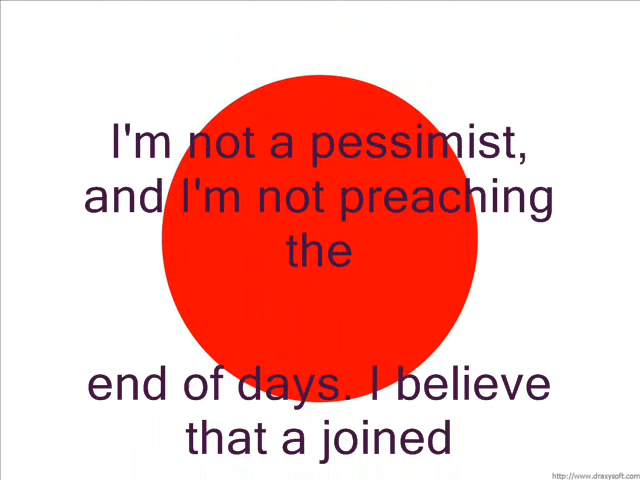 I'm not a pessimist,
and I'm not preaching
the
end of days. I believe
that a joined
http://www.draxysoft.com